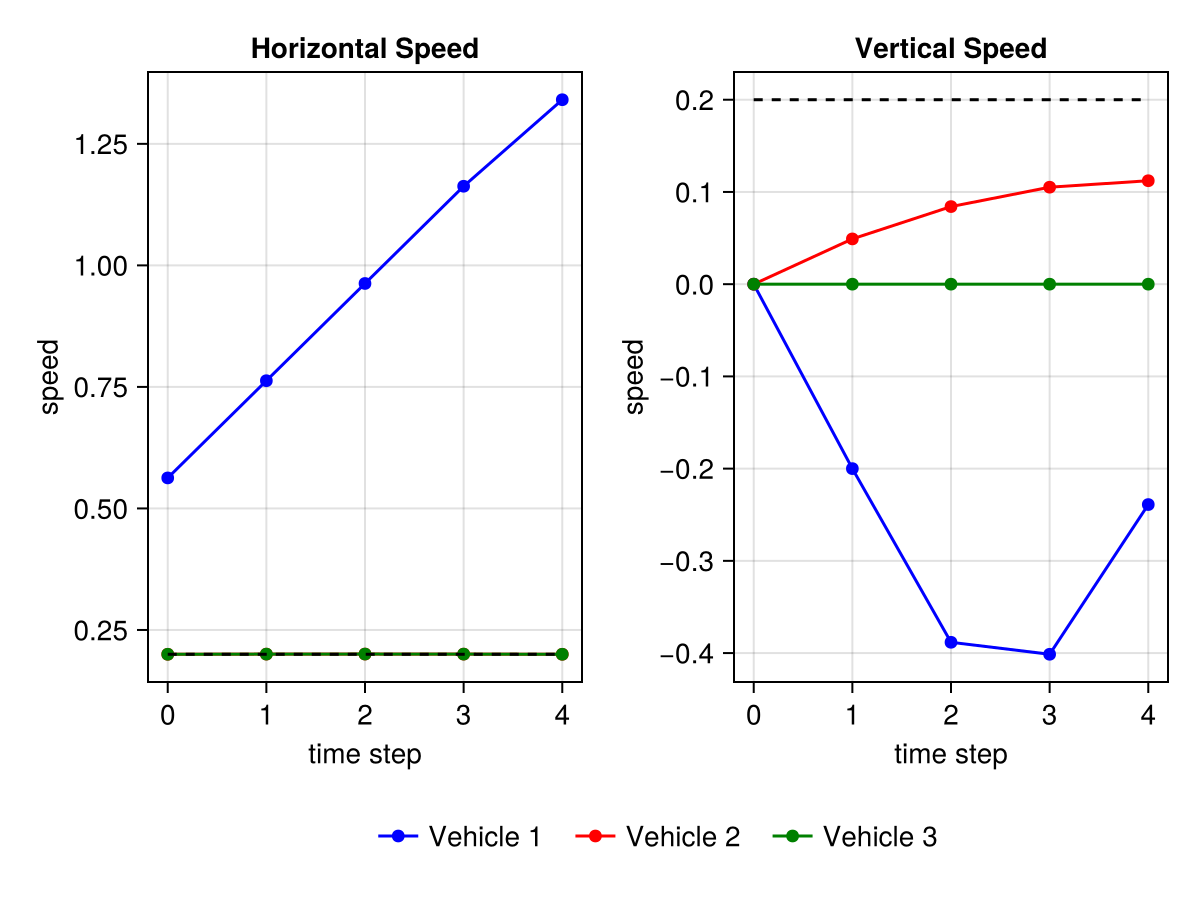 Horizontal Speed
1.25
1.00
0.75
0.50
0.25
speed
0 1 2 3 4
time step
Vertical Speed
0.2
0.1
0.0
−0.1
−0.2
−0.3
−0.4
speed
0 1 2 3 4
time step
Vehicle 1 Vehicle 2 Vehicle 3